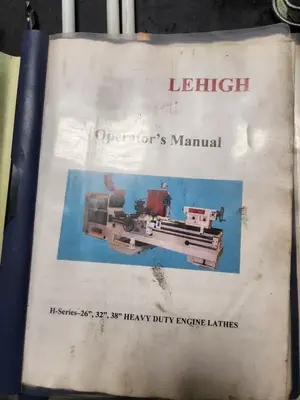 LEHIGH
Operator's Manual
H-Series–26", 32", 38" HEAVY DUTY ENGINE LATHES